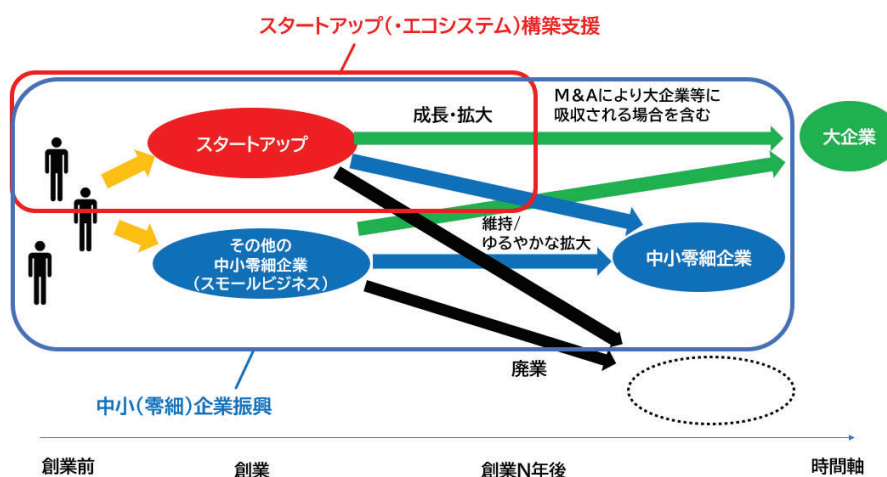 スタートアップ(・エコシステム)構築支援
成長・拡大
M&Aにより大企業等に
吸収される場合を含む
スタートアップ
大企業
維持/
ゆるやかな拡大
その他の
中小零細企業
(スモールビジネス)
中小零細企業
廃業
中小(零細)企業振興
創業前
創業
創業N年後
時間軸